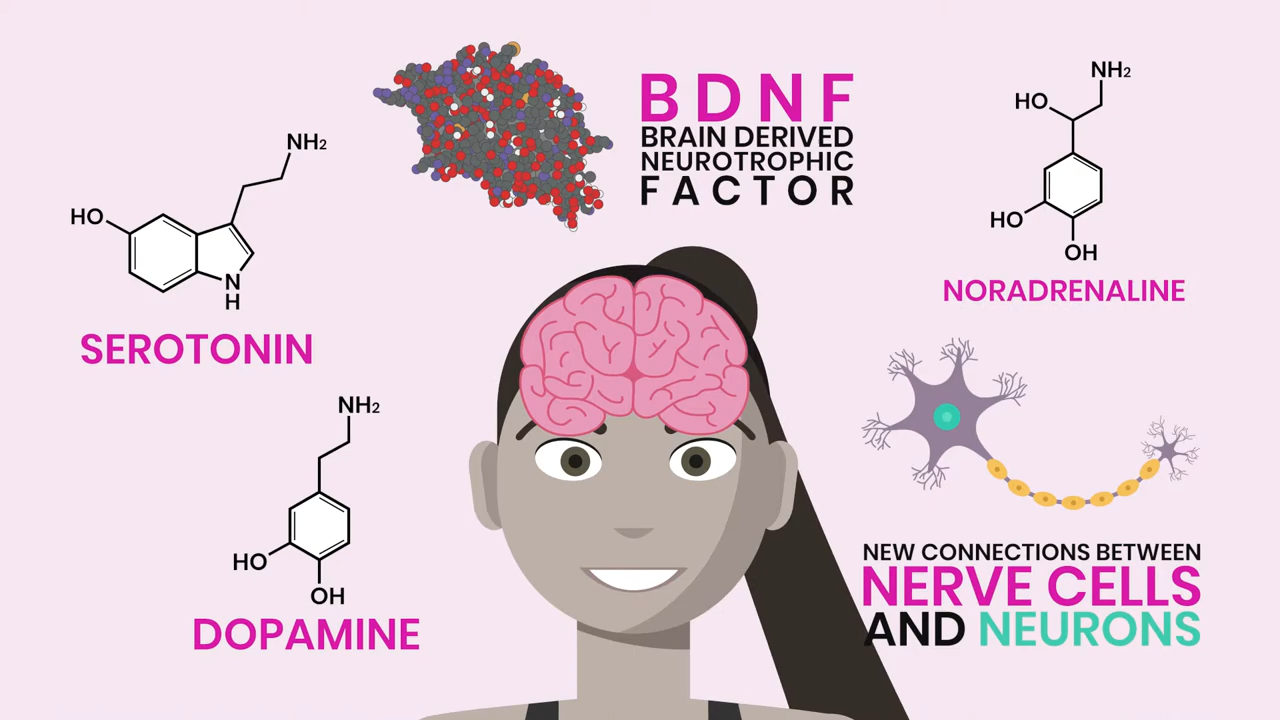 BDNF
BRAIN DERIVED
NEUROTROPHIC
FACTOR
NH2
HO
N
H
SEROTONIN
NH2
HO
HO
OH
NORADRENALINE
NH2
HO
OH
DOPAMINE
NEW CONNECTIONS BETWEEN
NERVE CELLS
AND NEURONS